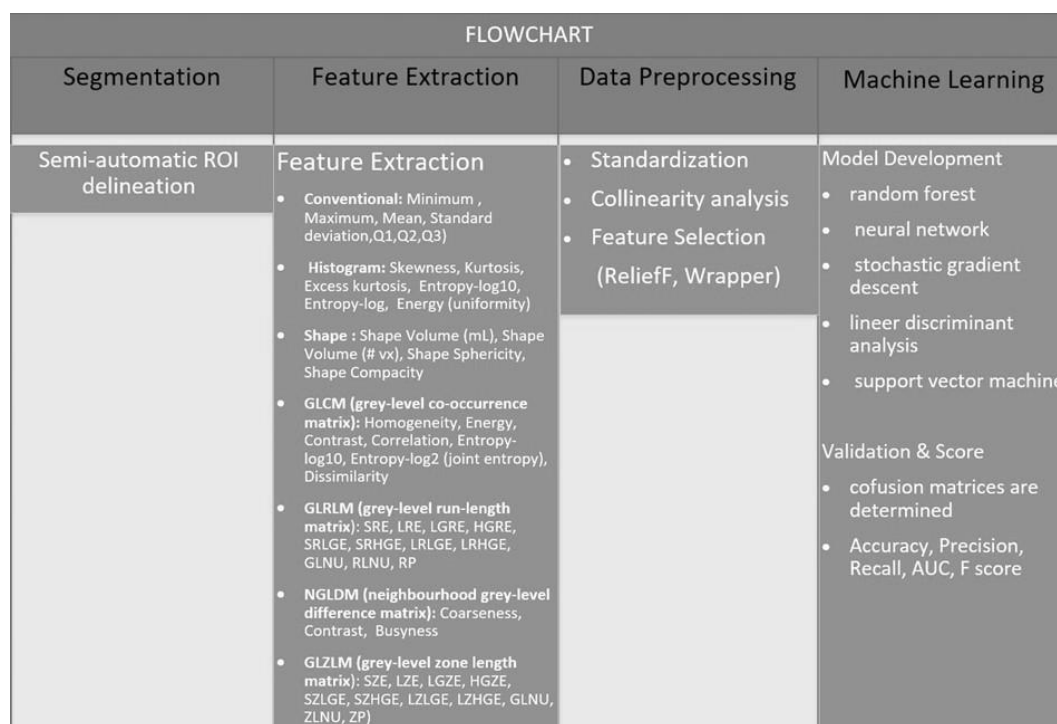 FLOWCHART
Segmentation
Feature Extraction
Data Preprocessing
Machine Learning
Semi-automatic ROI
delineation
Feature Extraction
• Conventional: Minimum ,
Maximum, Mean, Standard
deviation,Q1,Q2,Q3)
• Histogram: Skewness, Kurtosis,
Excess kurtosis, Entropy-log10,
Entropy-log, Energy (uniformity)
• Shape : Shape Volume (mL), Shape
Volume (# vx), Shape Sphericity,
Shape Compacity
• GLCM (grey-level co-occurrence
matrix): Homogeneity, Energy,
Contrast, Correlation, Entropy-
log10, Entropy-log2 (joint entropy),
Dissimilarity
• GLRLM (grey-level run-length
matrix): SRE, LRE, LGRE, HGRE,
SRLGE, SRHGE, LRLGE, LRHGE,
GLNU, RLNU, RP
• NGLDM (neighbourhood grey-level
difference matrix): Coarseness,
Contrast, Busyness
• GLZLM (grey-level zone length
matrix): SZE, LZE, LGZE, HGZE,
SZLGE, SZHGE, LZLGE, LZHGE, GLNU,
ZLNU, ZP)
• Standardization
• Collinearity analysis
• Feature Selection
(ReliefF, Wrapper)
Model Development
• random forest
• neural network
• stochastic gradient
descent
• lineer discriminant
analysis
• support vector machine
Validation & Score
• cofusion matrices are
determined
• Accuracy, Precision,
Recall, AUC, F score